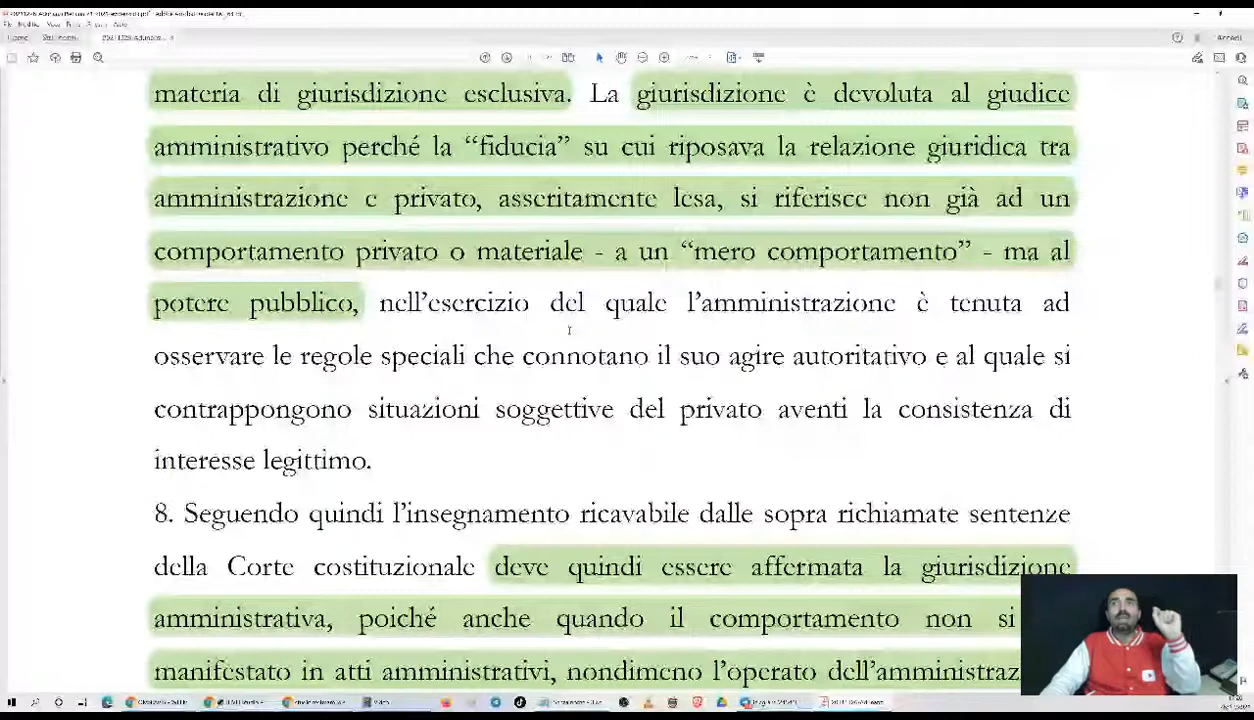 materia di giurisdizione esclusiva. La giurisdizione è devoluta al giudice
amministrativo perché la “fiducia” su cui riposava la relazione giuridica tra
amministrazione e privato, asseritamente lesa, si riferisce non già ad un
comportamento privato o materiale - a un “mero comportamento” - ma al
potere pubblico, nell’esercizio del quale l’amministrazione è tenuta ad
osservare le regole speciali che connotano il suo agire autoritativo e al quale si
contrappongono situazioni soggettive del privato aventi la consistenza di
interesse legittimo.
8. Seguendo quindi l’insegnamento ricavabile dalle sopra richiamate sentenze
della Corte costituzionale deve quindi essere affermata la giurisdizione
amministrativa, poiché anche quando il comportamento non si
manifestato in atti amministrativi, nondimeno l’operato